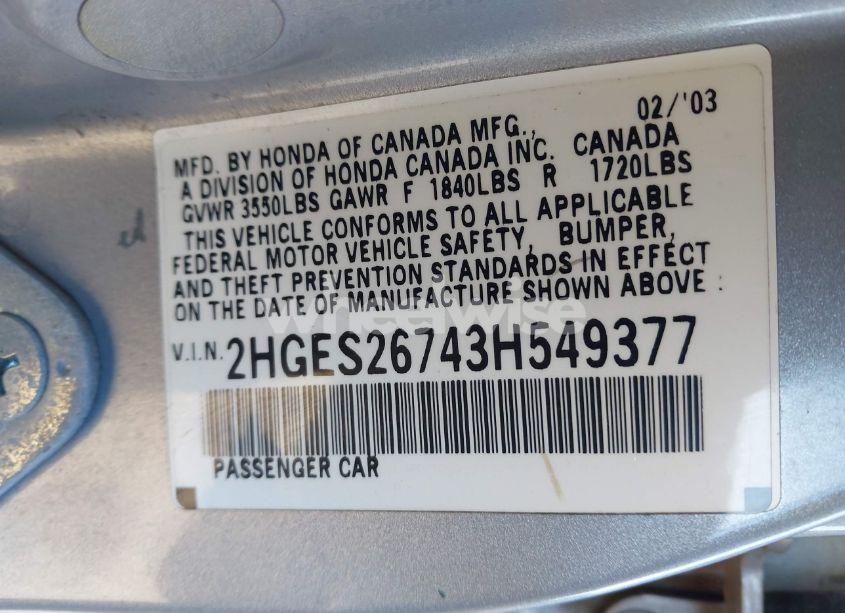 02/'03
MFD. BY HONDA OF CANADA MFG., CANADA
A DIVISION OF HONDA CANADA INC.
GVWR 3550LBS GAWR F 1840LBS R 1720LBS
THIS VEHICLE CONFORMS TO ALL APPLICABLE
FEDERAL MOTOR VEHICLE SAFETY, BUMPER,
AND THEFT PREVENTION STANDARDS IN EFFECT
ON THE DATE OF MANUFACTURE SHOWN ABOVE :
wheelwise
V.I.N. 2HGES26743H549377
PASSENGER CAR